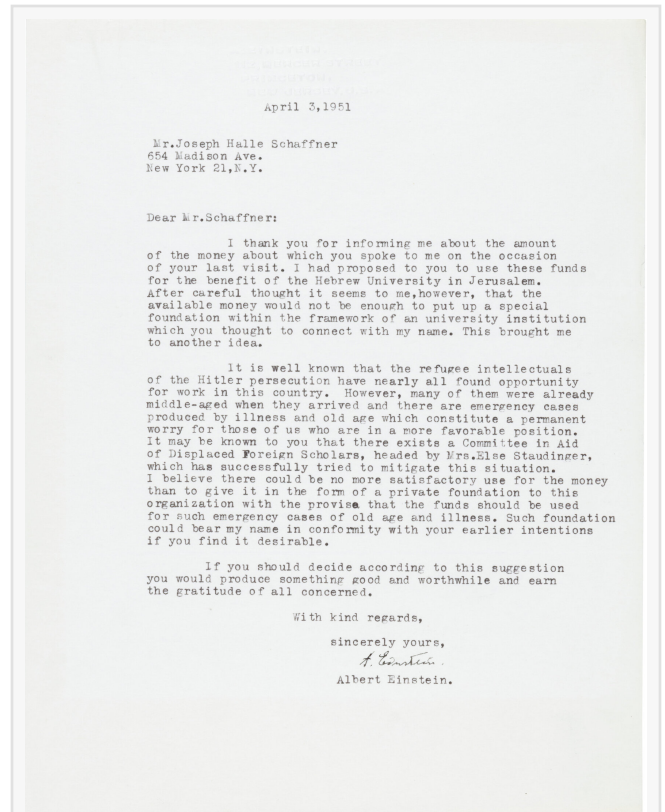 April 3,1951
Mr.Joseph Halle Schaffner
654 Madison Ave.
New York 21,N.Y.
Dear Mr.Schaffner:
I thank you for informing me about the amount
of the money about which you spoke to me on the occasion
of your last visit. I had proposed to you to use these funds
for the benefit of the Hebrew University in Jerusalem.
After careful thought it seems to me,however, that the
available money would not be enough to put up a special
foundation within the framework of an university institution
which you thought to connect with my name. This brought me
to another idea.
It is well known that the refugee intellectuals
of the Hitler persecution have nearly all found opportunity
for work in this country. However, many of them were already
middle-aged when they arrived and there are emergency cases
produced by illness and old age which constitute a permanent
worry for those of us who are in a more favorable position.
It may be known to you that there exists a Committee in Aid
of Displaced Foreign Scholars, headed by Mrs.Else Staudinger,
which has successfully tried to mitigate this situation.
I believe there could be no more satisfactory use for the money
than to give it in the form of a private foundation to this
organization with the provise that the funds should be used
for such emergency cases of old age and illness. Such foundation
could bear my name in conformity with your earlier intentions
if you find it desirable.
If you should decide according to this suggestion
you would produce something good and worthwhile and earn
the gratitude of all concerned.
With kind regards,
sincerely yours,
A. Einstein.
Albert Einstein.